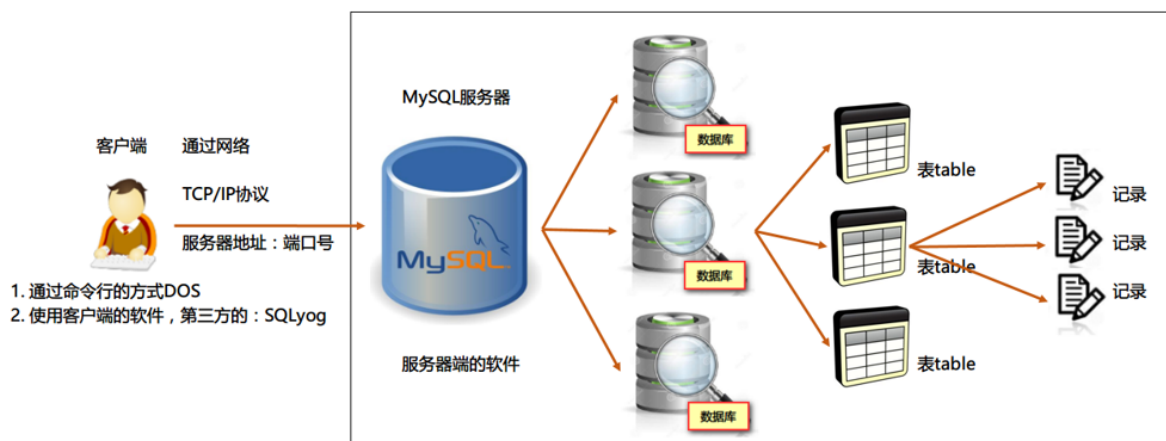 客户端
通过网络
TCP/IP协议
服务器地址：端口号
1. 通过命令行的方式DOS
2. 使用客户端的软件，第三方的：SQLyog
MySQL服务器
MySQL
服务器端的软件
数据库
数据库
数据库
表table
表table
表table
记录
记录
记录